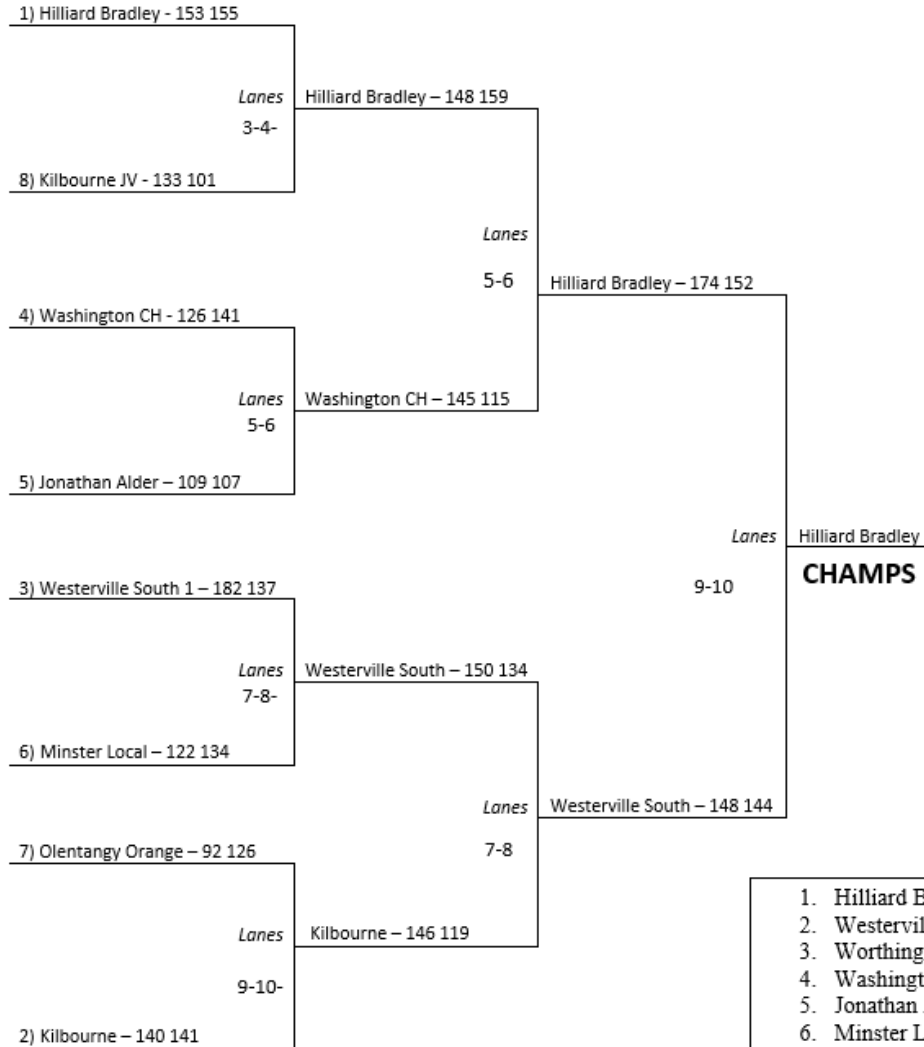 1) Hilliard Bradley - 153 155
Lanes
3-4-
Hilliard Bradley – 148 159
8) Kilbourne JV - 133 101
Lanes
5-6
Hilliard Bradley – 174 152
4) Washington CH - 126 141
Lanes
5-6
Washington CH – 145 115
5) Jonathan Alder – 109 107
Lanes
9-10
Hilliard Bradley
CHAMPS
3) Westerville South 1 – 182 137
Lanes
7-8-
Westerville South – 150 134
6) Minster Local – 122 134
Lanes
7-8
Westerville South – 148 144
7) Olentangy Orange – 92 126
Lanes
9-10-
Kilbourne – 146 119
2) Kilbourne – 140 141
1. Hilliard
2.
3.
4.
5. Jonathan
6. Minster